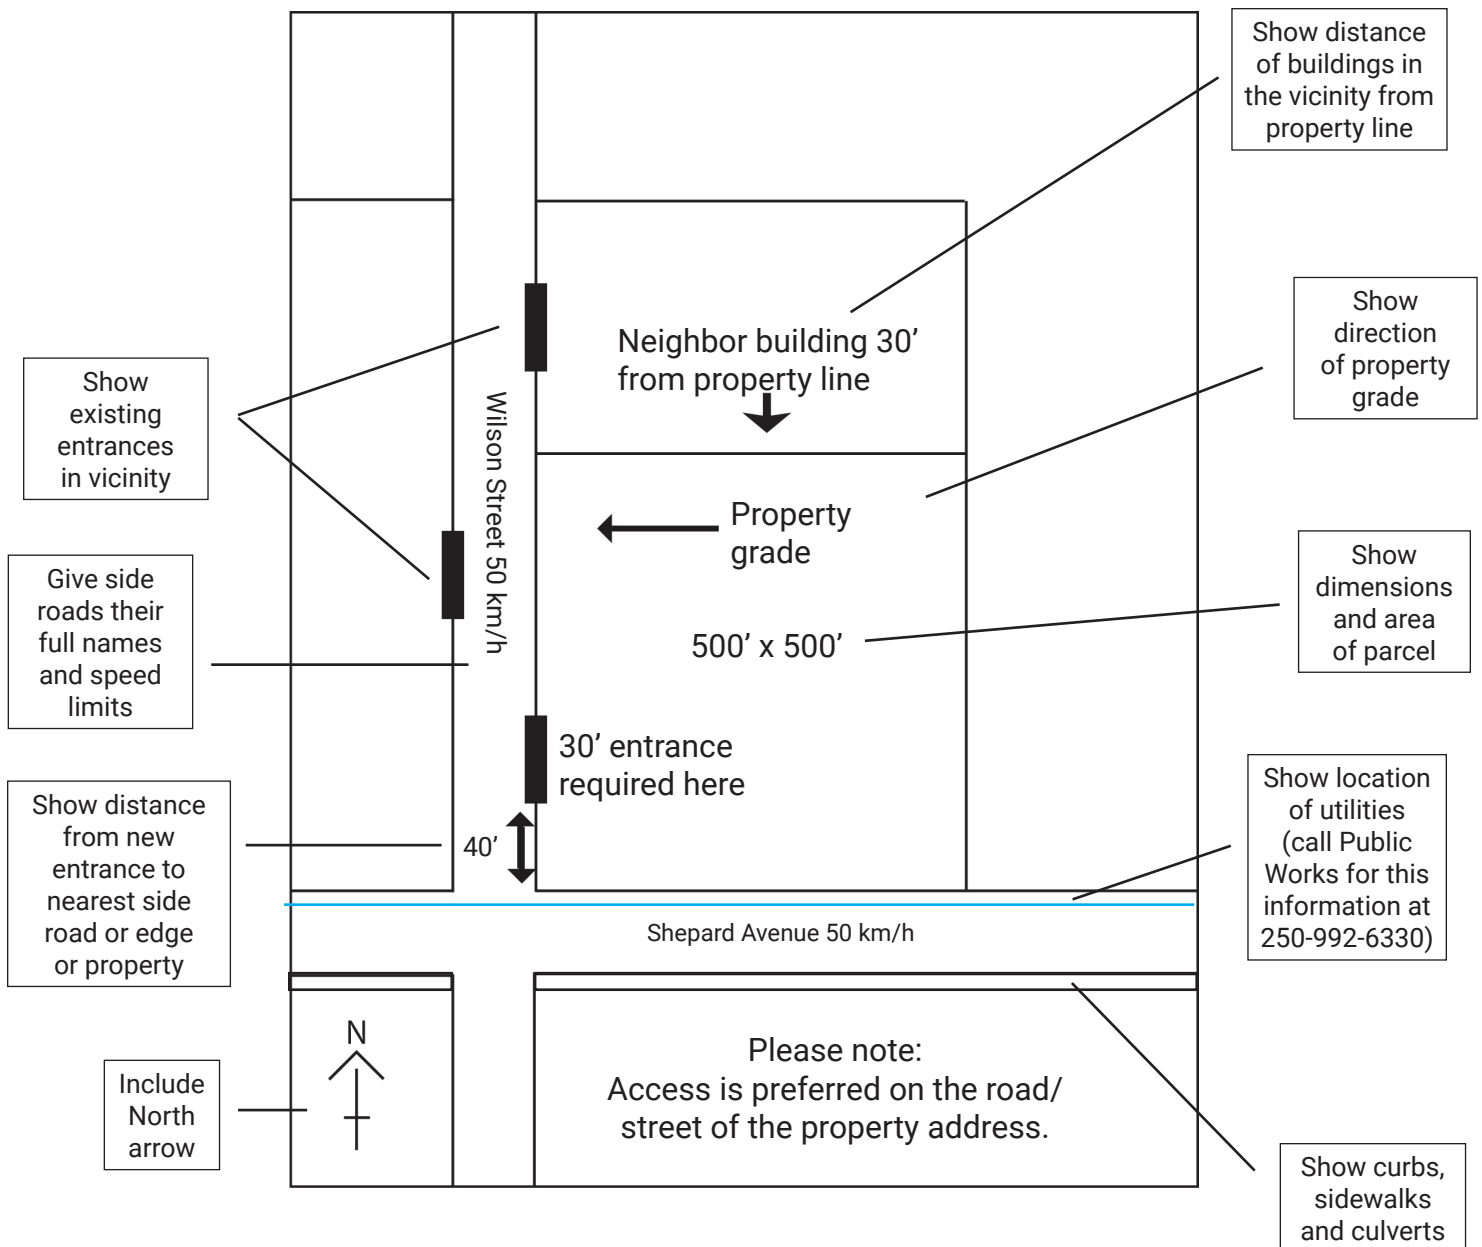 Show distance
of buildings in
the vicinity from
property line
Show
direction
of property
grade
Neighbor building 30’
from property line
Show
existing
entrances
in vicinity
Wilson Street 50 km/h
Property
grade
Give side
roads their
full names
and speed
limits
Show
dimensions
and area
of parcel
500’ x 500’
30’ entrance
required here
Show distance
from new
entrance to
nearest side
road or edge
or property
40’
Show location
of utilities
(call Public
Works for this
information at
250-992-6330)
Shepard Avenue 50 km/h
N
Include
North
arrow
Please note:
Access is preferred on the road/
street of the property address.
Show curbs,
sidewalks
and culverts